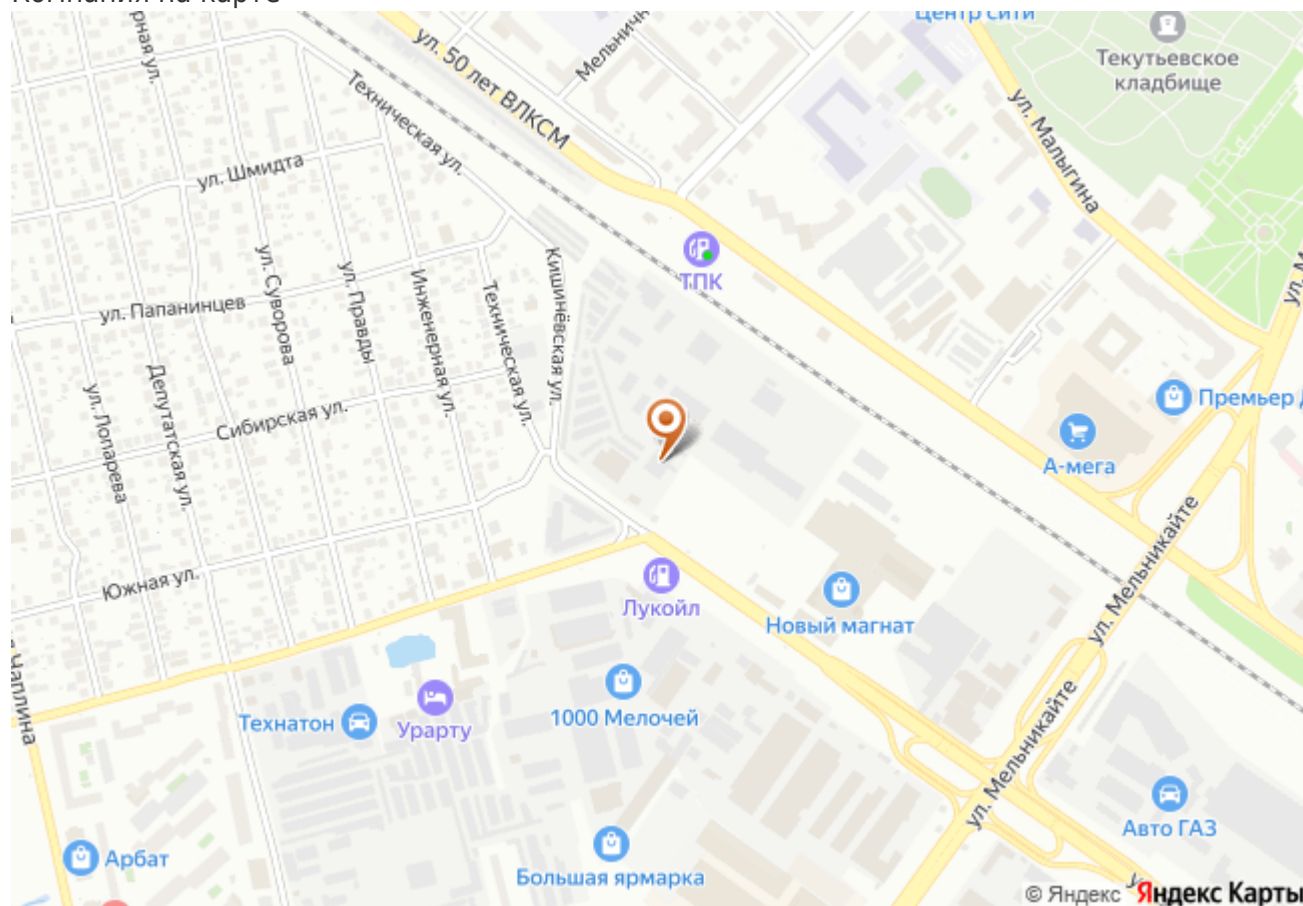 Компания на карте
Центр сити
Текутьевское
кладбище
ул. 50 лет ВЛКСМ
Техническая ул.
ул. Малыгина
ул. Шмидта
ТПК
Кишинёвская ул.
ул. Суворова
ул. Правды
Инженерная ул.
Техническая ул.
ул. Папанинцев
Депутатская ул.
ул. Лопарева
Сибирская ул.
Премьер
А-мега
ул. Мельникайте
Южная ул.
Лукойл
Новый магнат
Чаплина
Технатон
Урарту
1000 Мелочей
ул. Мельникайте
Авто ГАЗ
Арбат
Большая ярмарка
© Яндекс Яндекс Карты